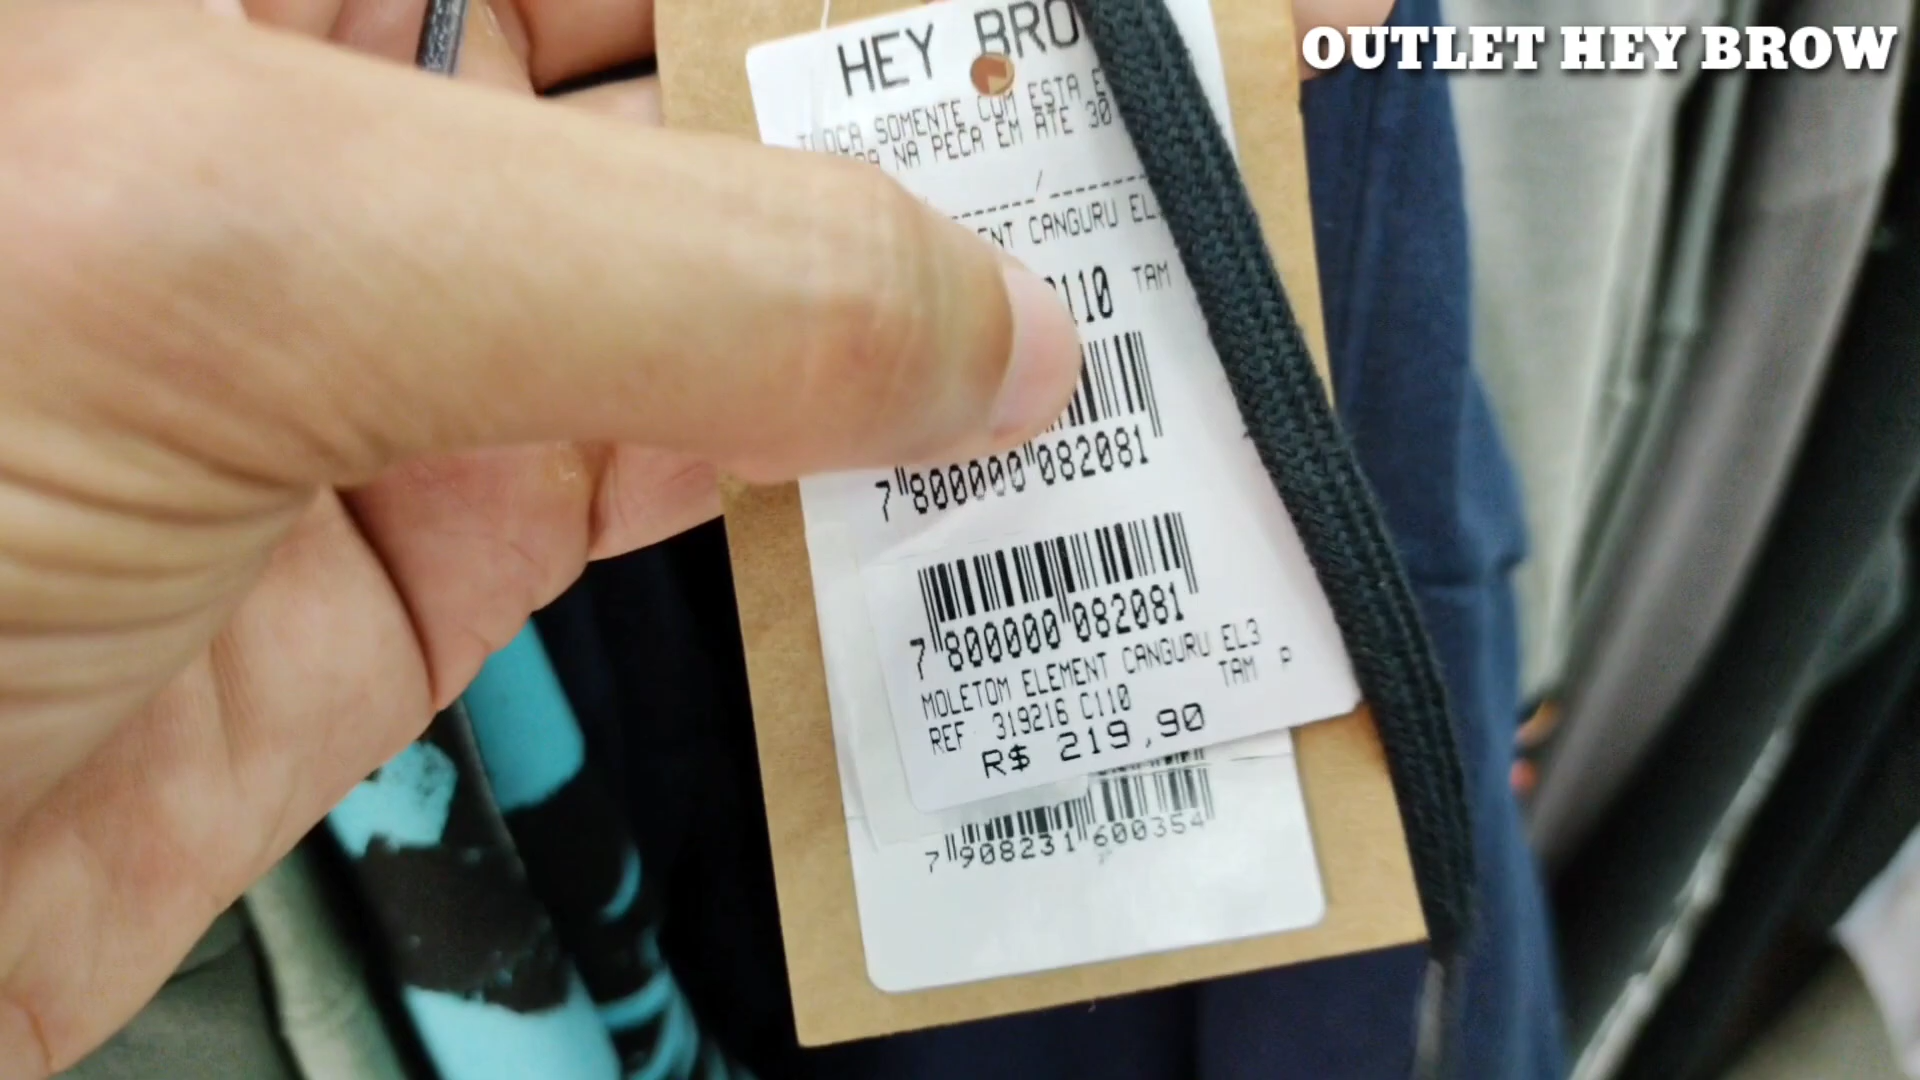 OUTLET HEY BROW
HEY BRO
TROCA SOMENTE COM ESTA E
NA PECA EM ATE 30
/
CANGURU EL
110 TAM
7"800000"082081
7"800000"082081
MOLETOM ELEMENT CANGURU EL3
REF 319216 C110 TAM P
R$ 219,90
7"908231"600354